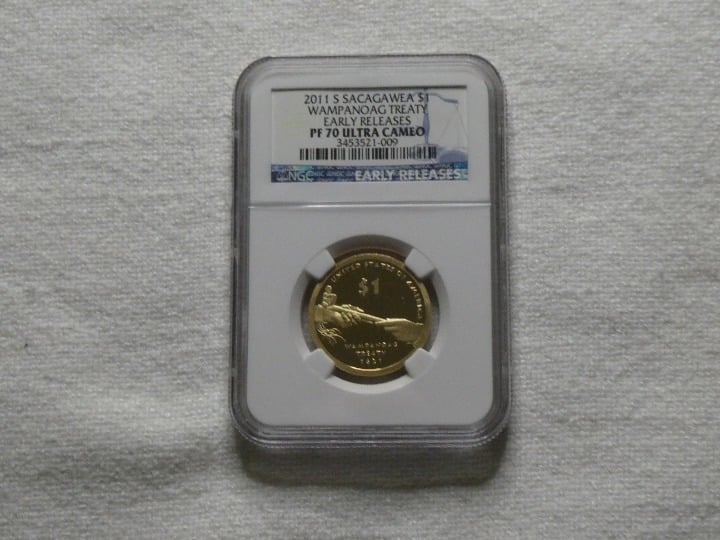 2011 S SACAGAWEA $1
WAMPANOAG TREATY
EARLY RELEASES
PF 70 ULTRA CAMEO
3453521-009
NGC EARLY RELEASES
UNITED STATES OF AMERICA
$1
WAMPANOAG
TREATY
1621